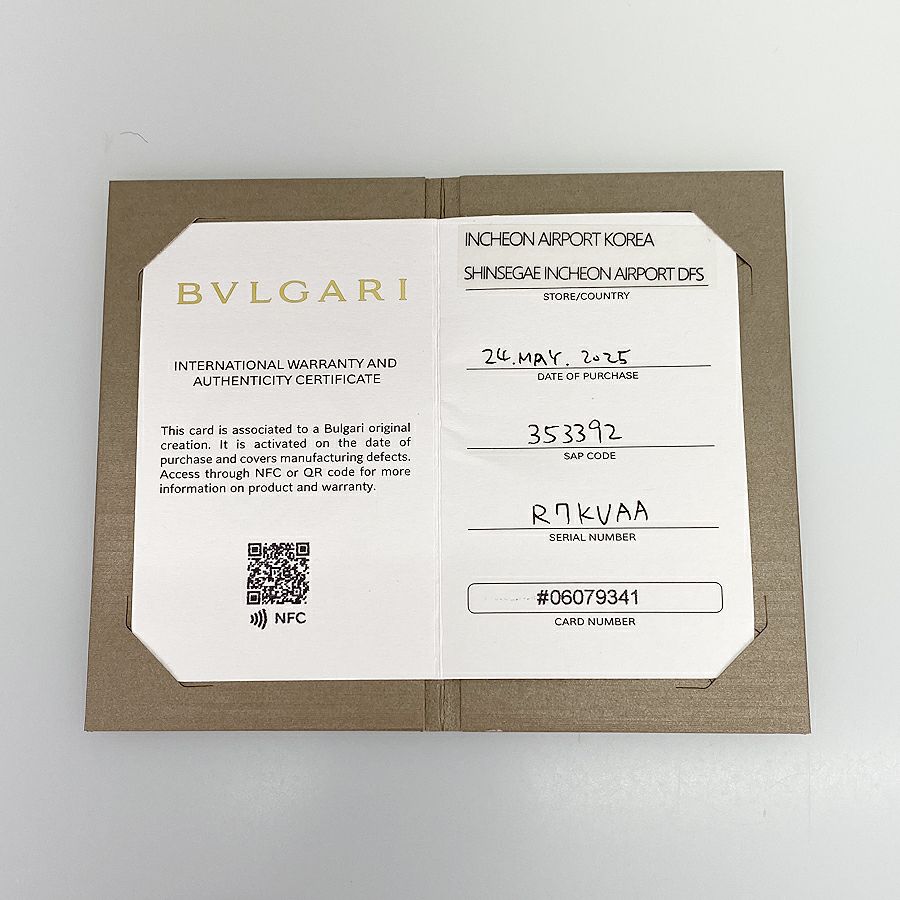 BVLGARI
INTERNATIONAL WARRANTY AND
AUTHENTICITY CERTIFICATE
This card is associated to a Bulgari original
creation. It is activated on the date of
purchase and covers manufacturing defects.
Access through NFC or QR code for more
information on product and warranty.
NFC
INCHEON AIRPORT KOREA
SHINSEGAE INCHEON AIRPORT DFS
STORE/COUNTRY
24.MAY.2025
DATE OF PURCHASE
353392
SAP CODE
R7KVAA
SERIAL NUMBER
#06079341
CARD NUMBER